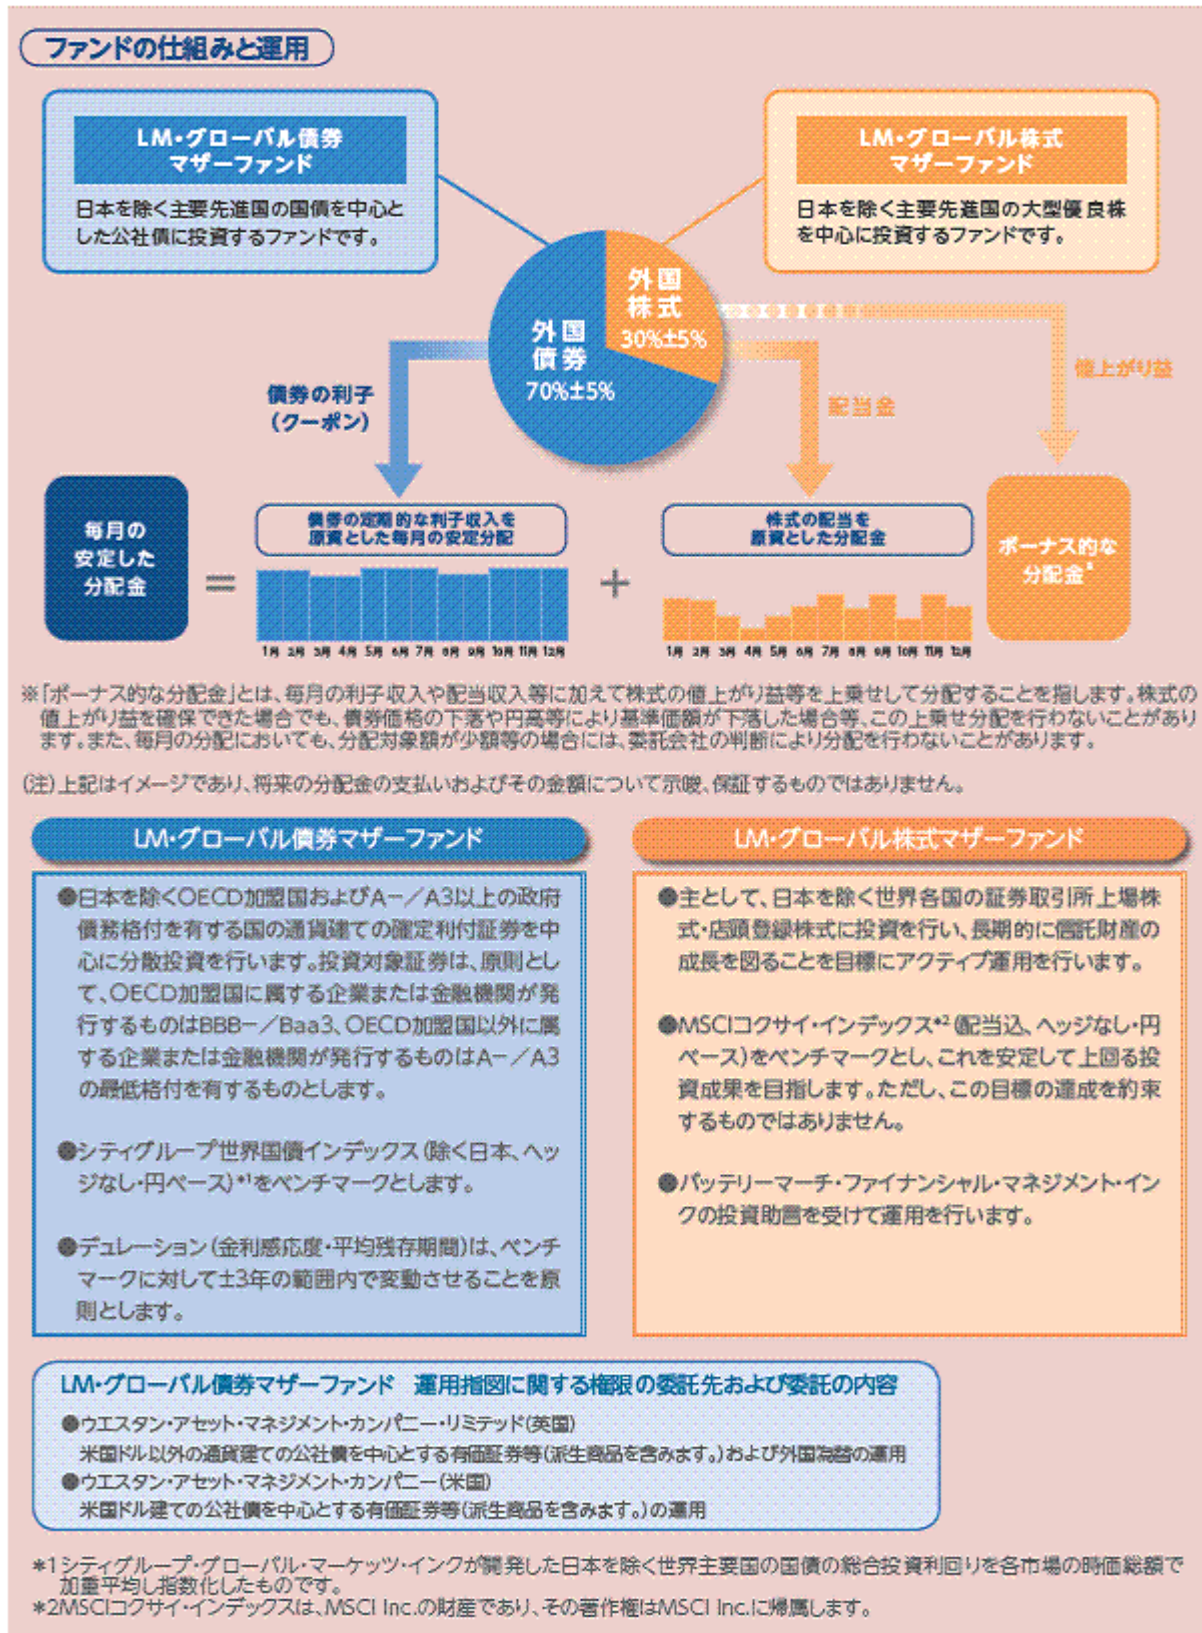 ファンドの仕組みと運用
LM・グローバル債券
マザーファンド
日本を除く主要先進国の国債を中心と
した公社債に投資するファンドです。
LM・グローバル株式
マザーファンド
日本を除く主要先進国の大型優良株
を中心に投資するファンドです。
外国
株式
30%±5%
外国
債券
70%±5%
債券の利子
(クーポン)
配当金
値上がり益
毎月の
安定した
分配金
=
債券の定期的な利子収入を
原資とした毎月の安定分配
1月 2月 3月 4月 5月 6月 7月 8月 9月 10月 11月 12月
+
株式の配当を
原資とした分配金
1月 2月 3月 4月 5月 6月 7月 8月 9月 10月 11月 12月
ボーナス的な
分配金※
※「ボーナス的な分配金」とは、毎月の利子収入や配当収入等に加えて株式の値上がり益等を上乗せして分配することを指します。株式の
値上がり益を確保できた場合でも、債券価格の下落や円高等により基準価額が下落した場合等、この上乗せ分配を行わないことがあり
ます。また、毎月の分配においても、分配対象額が少額等の場合には、委託会社の判断により分配を行わないことがあります。
(注)上記はイメージであり、将来の分配金の支払いおよびその金額について示唆、保証するものではありません。
LM・グローバル債券マザーファンド
●日本を除くOECD加盟国およびA−/A3以上の政府
債務格付を有する国の通貨建ての確定利付証券を中
心に分散投資を行います。投資対象証券は、原則とし
て、OECD加盟国に属する企業または金融機関が発
行するものはBBB−/Baa3、OECD加盟国以外に属
する企業または金融機関が発行するものはA−/A3
の最低格付を有するものとします。
●シティグループ世界国債インデックス(除く日本、ヘッ
ジなし・円ベース)*1をベンチマークとします。
●デュレーション(金利感応度・平均残存期間)は、ベンチ
マークに対して±3年の範囲内で変動させることを原
則とします。
LM・グローバル株式マザーファンド
●主として、日本を除く世界各国の証券取引所上場株
式・店頭登録株式に投資を行い、長期的に信託財産の
成長を図ることを目標にアクティブ運用を行います。
●MSCIコクサイ・インデックス*2(配当込、ヘッジなし・円
ベース)をベンチマークとし、これを安定して上回る投
資成果を目指します。ただし、この目標の達成を約束
するものではありません。
●バッテリーマーチ・ファイナンシャル・マネジメント・イン
クの投資助言を受けて運用を行います。
LM・グローバル債券マザーファンド 運用指図に関する権限の委託先および委託の内容
●ウエスタン・アセット・マネジメント・カンパニー・リミテッド(英国)
米国ドル以外の通貨建ての公社債を中心とする有価証券等(派生商品を含みます。)および外国為替の運用
●ウエスタン・アセット・マネジメント・カンパニー(米国)
米国ドル建ての公社債を中心とする有価証券等(派生商品を含みます。)の運用
*1シティグループ・グローバル・マーケッツ・インクが開発した日本を除く世界主要国の国債の総合投資利回りを各市場の時価総額で
加重平均し指数化したものです。
*2MSCIコクサイ・インデックスは、MSCI Inc.の財産であり、その著作権はMSCI Inc.に帰属します。